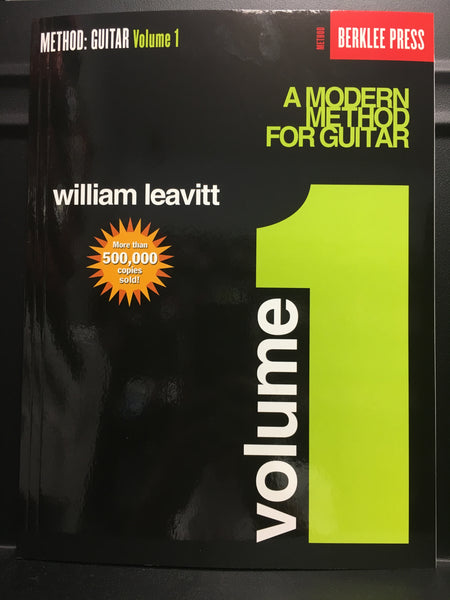 METHOD: GUITAR Volume 1
METHOD
BERKLEE PRESS
A MODERN
METHOD
FOR GUITAR
william leavitt
More than
500,000
copies
sold!
volume
1